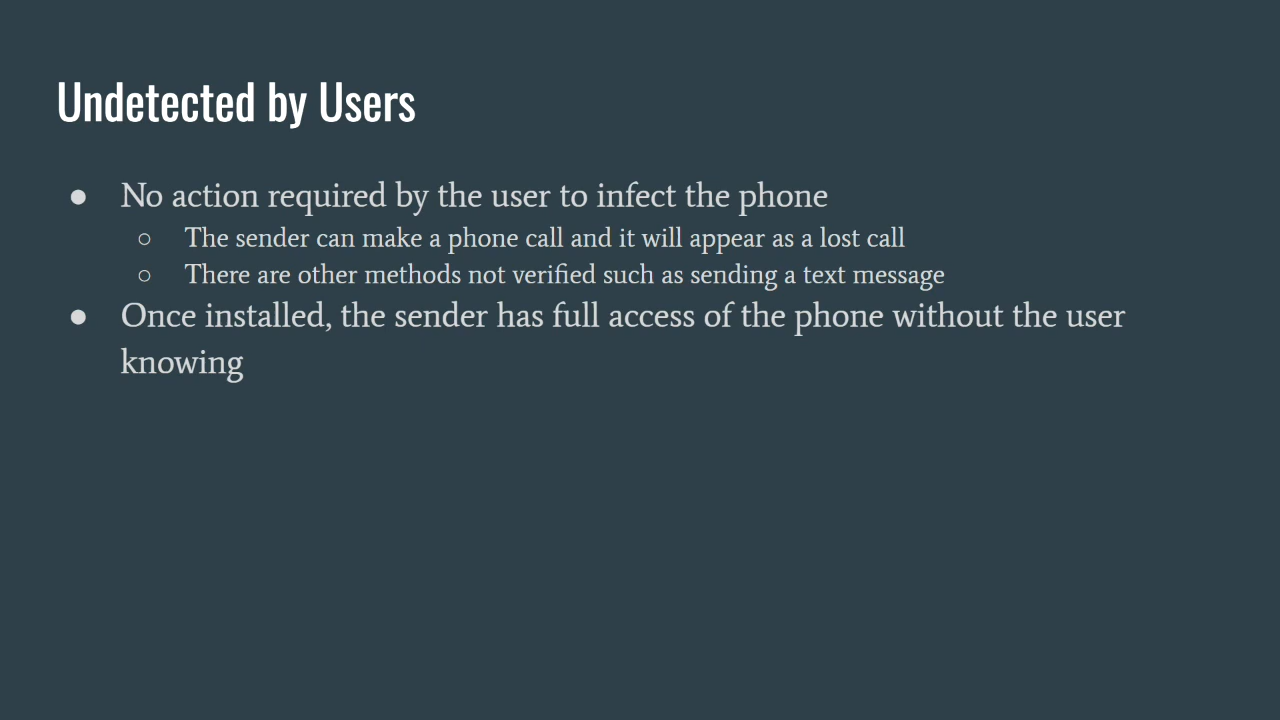 Undetected by Users
● No action required by the user to infect the phone
○ The sender can make a phone call and it will appear as a lost call
○ There are other methods not verified such as sending a text message
● Once installed, the sender has full access of the phone without the user
knowing